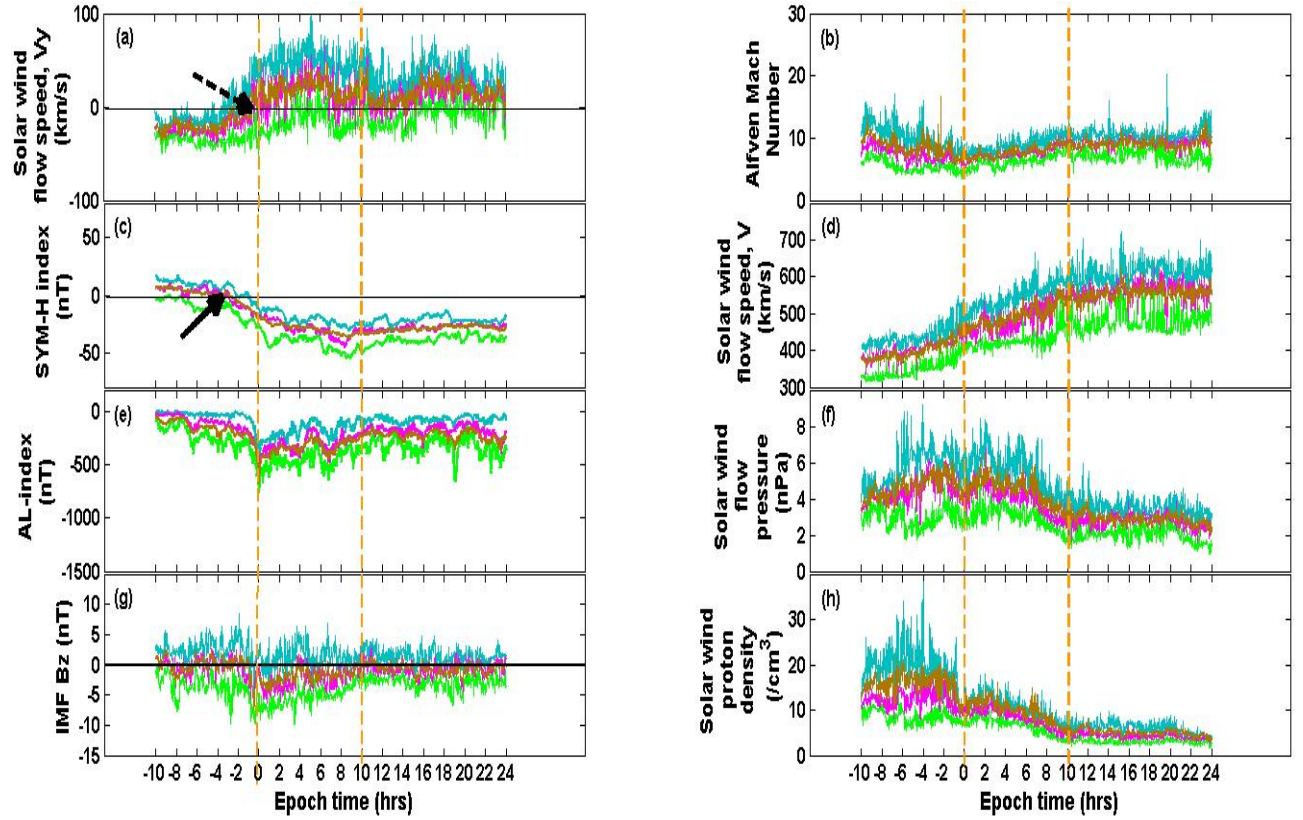 Solar wind
flow speed, Vy
(km/s)
100
0
-100
(a)
Alfven Mach
Number
30
20
10
0
(b)
SYM-H index
(nT)
50
0
-50
(c)
Solar wind
flow speed, V
(km/s)
700
600
500
400
300
(d)
AL-index
(nT)
0
-500
-1000
-1500
(e)
Solar wind
flow
pressure
(nPa)
8
6
4
2
0
(f)
IMF Bz (nT)
10
5
0
-5
-10
-15
(g)
-10 -8 -6 -4 -2 0 2 4 6 8 10 12 14 16 18 20 22 24
Epoch time (hrs)
Solar wind
proton
density
(/cm3)
30
20
10
0
(h)
-10 -8 -6 -4 -2 0 2 4 6 8 10 12 14 16 18 20 22 24
Epoch time (hrs)